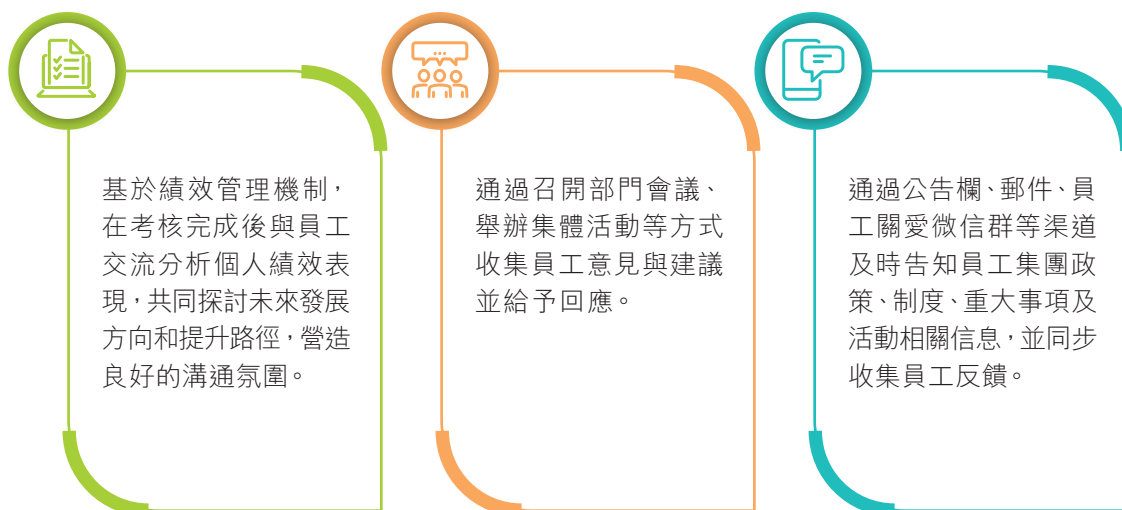 基於績效管理機制，
在考核完成後與員工
交流分析個人績效表
現，共同探討未來發展
方向和提升路徑，營造
良好的溝通氛圍。
通過召開部門會議、
舉辦集體活動等方式
收集員工意見與建議
並給予回應。
通過公告欄、郵件、員
工關愛微信群等渠道
及時告知員工集團政
策、制度、重大事項及
活動相關信息，並同步
收集員工反饋。